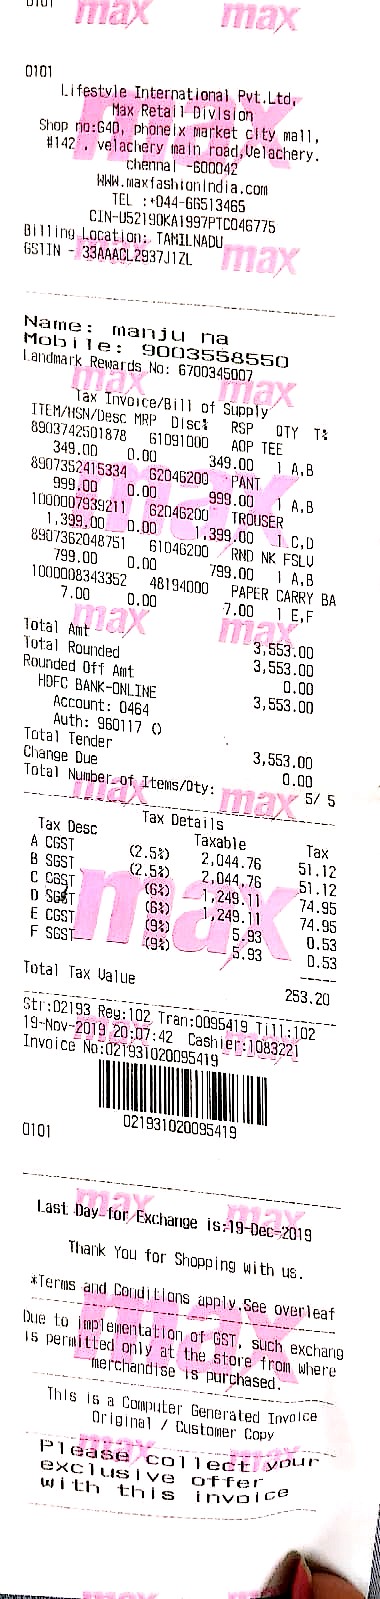 0101
max max
0101
Lifestyle International Pvt.Ltd,
Max Retail Division
Shop no:G40, phoneix market city mall,
#142 , velachery main road,Velachery.
chennai -600042
WWW.maxfashionindia.com
TEL :+044-66513465
CIN-U52190KA1997PTC046775
Billing Location: TAMILNADU
GSTIN - 33AAACL2937J1ZL
Name: manju na
Mobile: 9003558550
Landmark Rewards No: 6700345007
Tax Invoice/Bill of Supply
ITEM/HSN/Desc MRP Disc% RSP QTY T%
8903742501878 61091000 AOP TEE
349.00 0.00 349.00 1 A,B
8907352415334 62046200 PANT
999.00 0.00 999.00 1 A,B
1000007939211 62046200 TROUSER
1,399.00 0.00 1,399.00 1 C,D
8907362048751 61046200 RND NK FSLV
799.00 0.00 799.00 1 A,B
1000008343352 48194000 PAPER CARRY BA
7.00 0.00 7.00 1 E,F
Total Amt 3,553.00
Total Rounded 3,553.00
Rounded Off Amt 0.00
HDFC BANK-ONLINE 3,553.00
Account: 0464
Auth: 960117 ()
Total Tender 3,553.00
Change Due 0.00
Total Number of Items/Qty: 5/ 5
Tax Details
Tax Desc Taxable Tax
A CGST (2.5%) 2,044.76 51.12
B SGST (2.5%) 2,044.76 51.12
C CGST (6%) 1,249.11 74.95
D SGST (6%) 1,249.11 74.95
E CGST (9%) 5.93 0.53
F SGST (9%) 5.93 0.53
Total Tax Value 253.20
Str:02193 Reg:102 Tran:0095419 Till:102
19-Nov-2019 20:07:42 Cashier:1083221
Invoice No:021931020095419
021931020095419
0101
Last Day for Exchange is:19-Dec-2019
Thank You for Shopping with us.
*Terms and Conditions apply.See overleaf
Due to implementation of GST, such exchang
is permitted only at the store from where
merchandise is purchased.
This is a Computer Generated Invoice
Original / Customer Copy
Please collect your
exclusive offer
with this invoice
max max